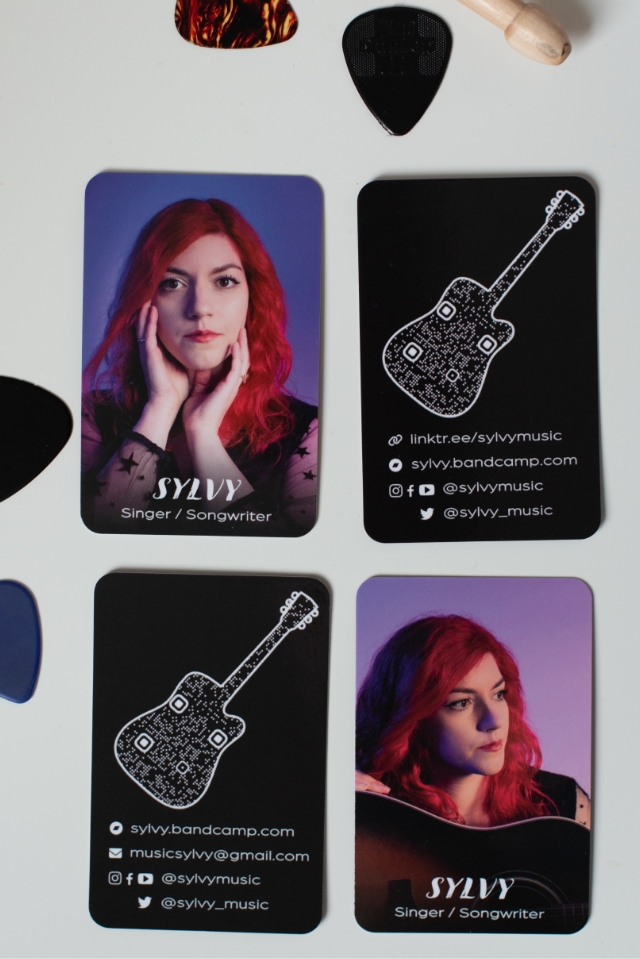 SYLVY
Singer / Songwriter
linktr.ee/sylvymusic
sylvy.bandcamp.com
@sylvymusic
@sylvy_music
sylvy.bandcamp.com
musicsylvy@gmail.com
@sylvymusic
@sylvy_music
SYLVY
Singer / Songwriter